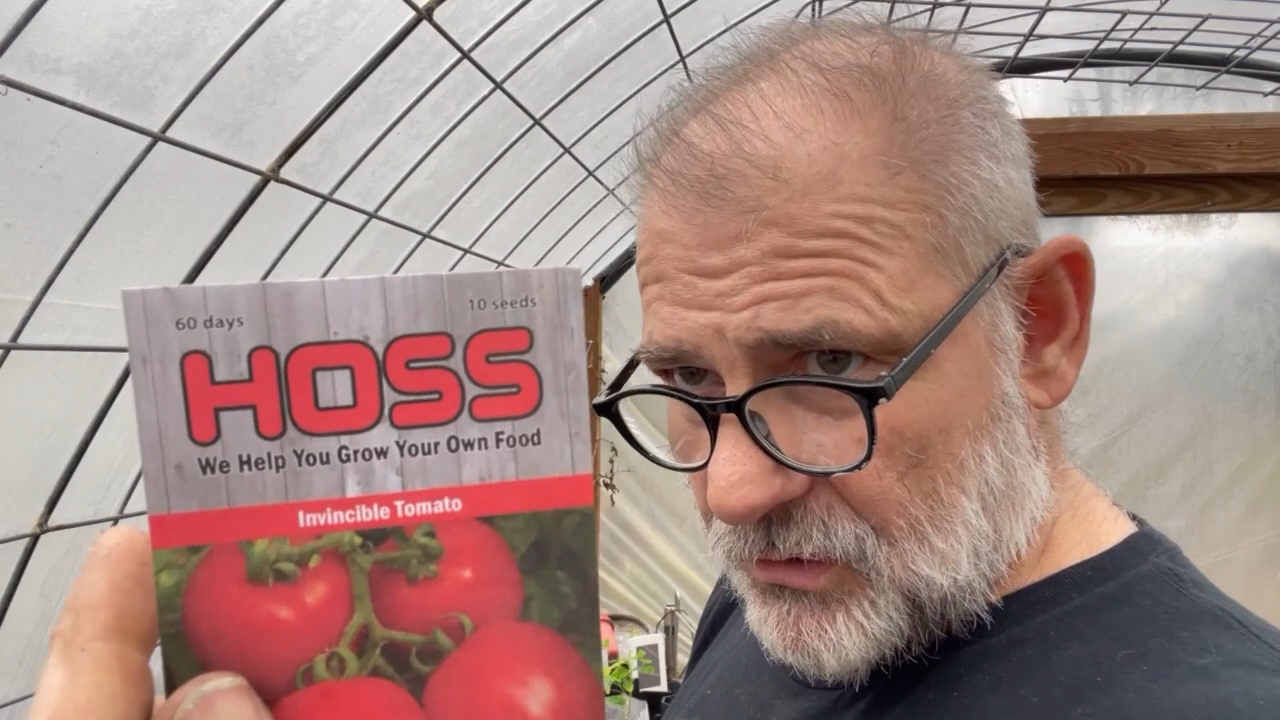 60 days
10 seeds
HOSS
We Help You Grow Your Own Food
Invincible Tomato